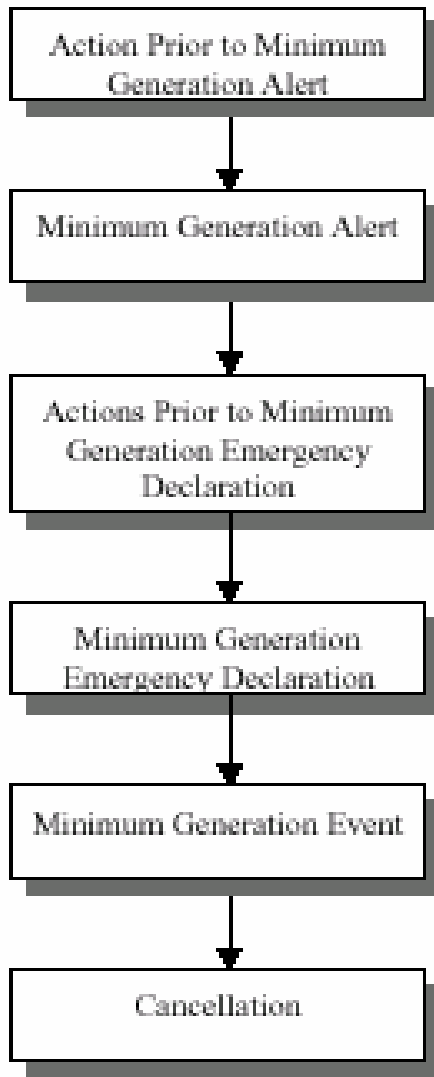 Action Prior to Minimum
Generation Alert
Minimum Generation Alert
Actions Prior to Minimum
Generation Emergency
Declaration
Minimum Generation
Emergency Declaration
Minimum Generation Event
Cancellation